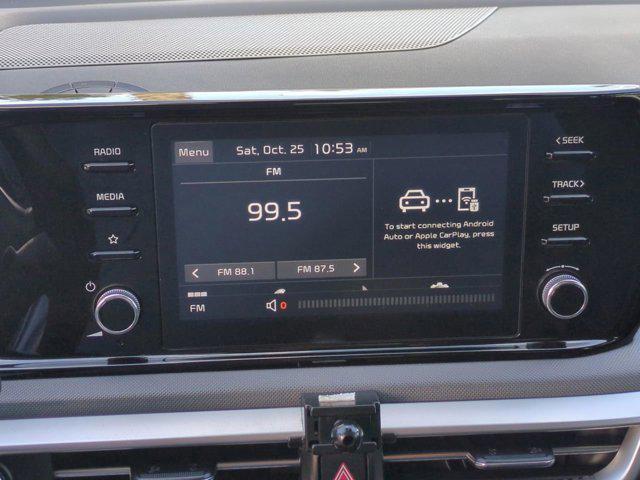 RADIO
MEDIA
Menu
Sat, Oct. 25 10:53 AM
FM
99.5
< FM 88.1
FM 87.5 >
To start connecting Android
Auto or Apple CarPlay, press
this widget.
FM
0
< SEEK
TRACK >
SETUP